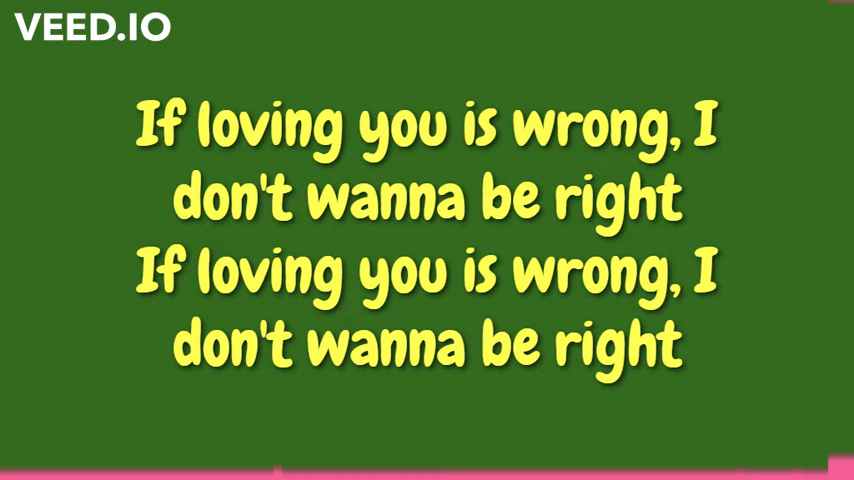 VEED.IO
If loving you is wrong, I
don't wanna be right
If loving you is wrong, I
don't wanna be right